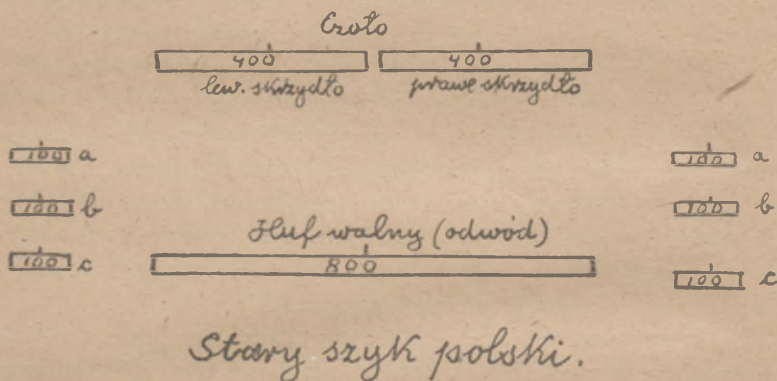 Czoło
400 400
lew. skrzydło prawe skrzydło
100 a 100 a
100 b 100 b
Huf walny (odwód)
100 c 800 100 c
Stary szyk polski.